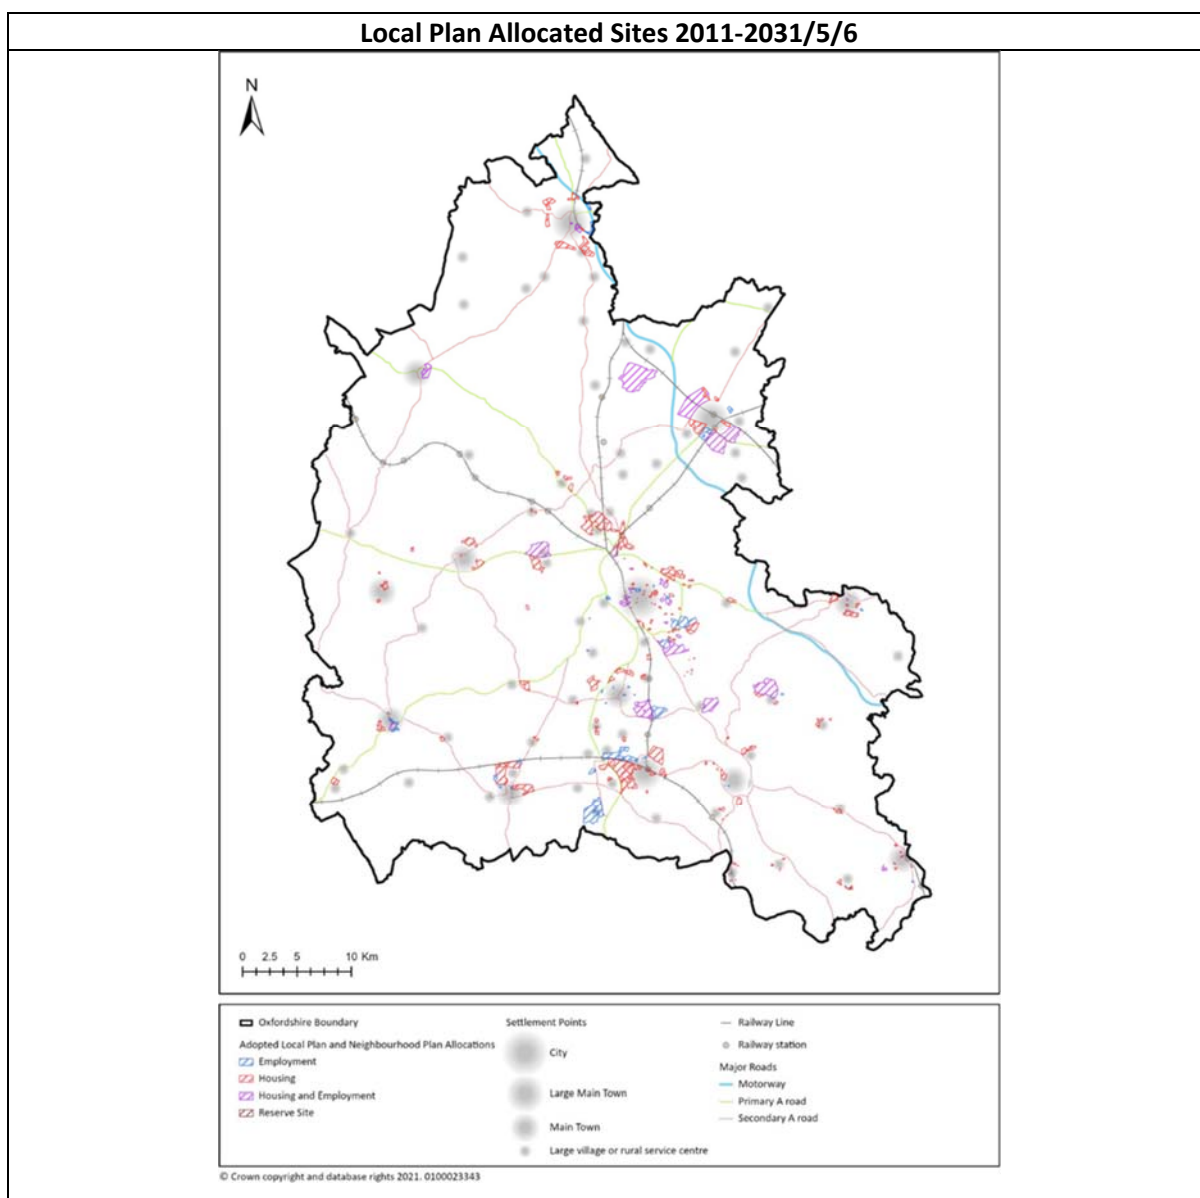 Local Plan Allocated Sites 2011-2031/5/6
N
0 2.5 5 10 Km
Oxfordshire Boundary
Adopted Local Plan and Neighbourhood Plan Allocations
Employment
Housing
Housing and Employment
Reserve Site
Settlement Points
City
Large Main Town
Main Town
Large village or rural service centre
Railway Line
Railway station
Major Roads
Motorway
Primary A road
Secondary A road
© Crown copyright and database rights 2021. 0100023343